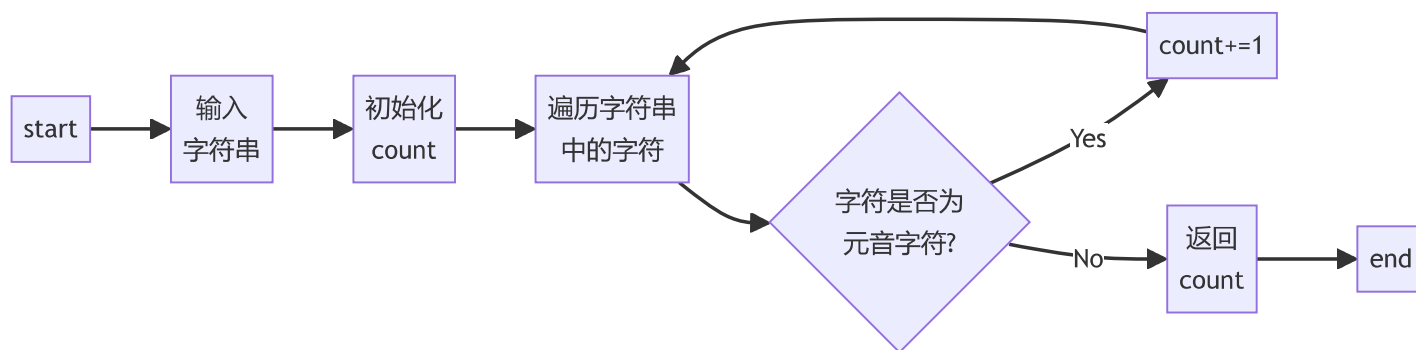 start
输入
字符串
初始化
count
遍历字符串
中的字符
字符是否为
元音字符?
Yes
count+=1
No
返回
count
end